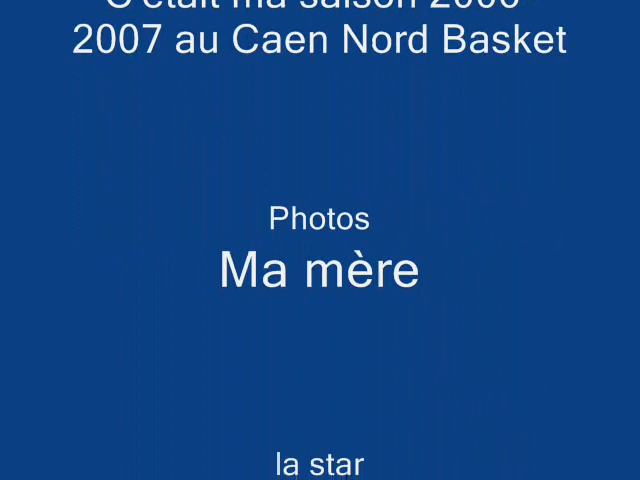 C'était ma saison 2006-
2007 au Caen Nord Basket
Photos
Ma mère
la star